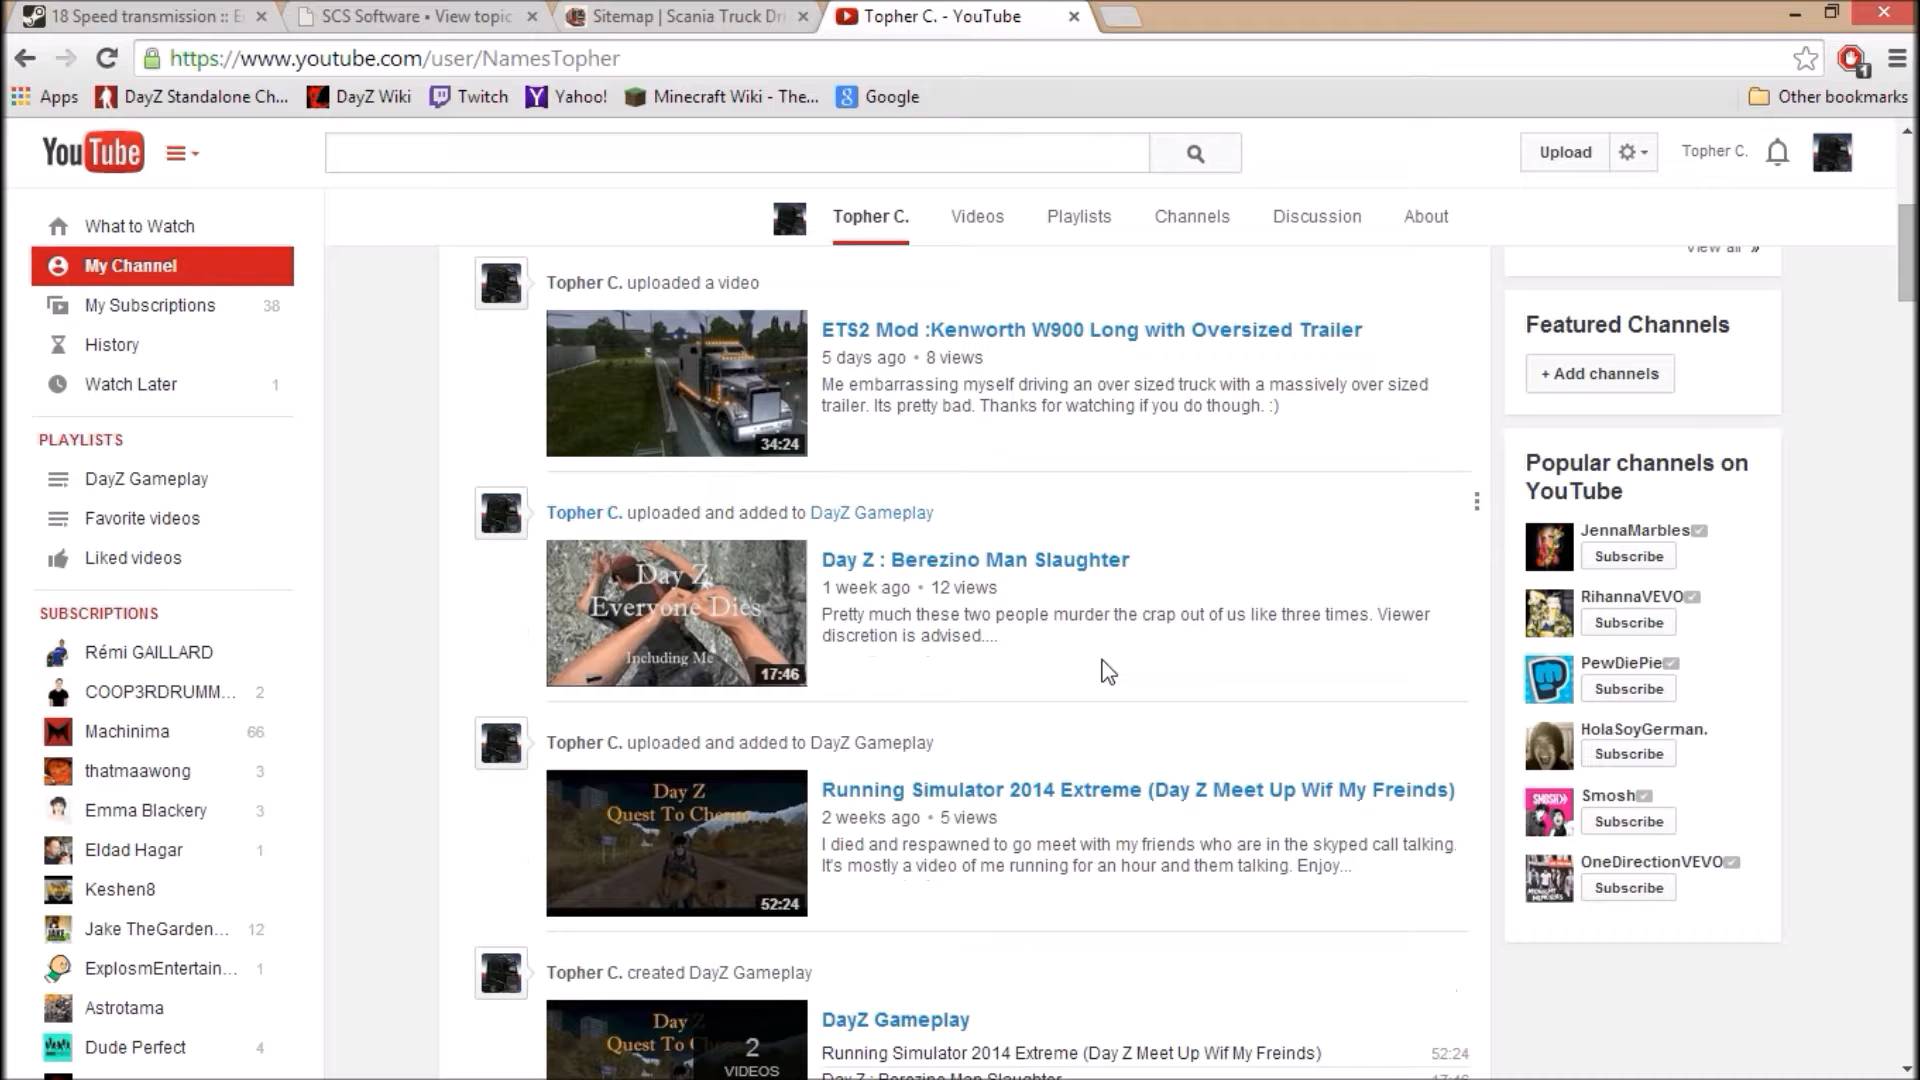 18 Speed transmission ::
SCS Software • View topic
Sitemap | Scania Truck Dri
Topher C. - YouTube
https://www.youtube.com/user/NamesTopher
1
Apps
DayZ Standalone Ch...
DayZ Wiki
Twitch
Yahoo!
Minecraft Wiki - The...
Google
Other bookmarks
YouTube
Upload
Topher C.
Topher C.
Videos
Playlists
Channels
Discussion
About
What to Watch
My Channel
My Subscriptions 38
History
Watch Later 1
PLAYLISTS
DayZ Gameplay
Favorite videos
Liked videos
SUBSCRIPTIONS
Rémi GAILLARD
COOP3RDRUMM... 2
Machinima 66
thatmaawong 3
Emma Blackery 3
Eldad Hagar 1
Keshen8
Jake TheGarden... 12
ExplosmEntertain... 1
Astrotama
Dude Perfect 4
Topher C. uploaded a video
34:24
ETS2 Mod :Kenworth W900 Long with Oversized Trailer
5 days ago • 8 views
Me embarrassing myself driving an over sized truck with a massively over sized
trailer. Its pretty bad. Thanks for watching if you do though. :)
Topher C. uploaded and added to DayZ Gameplay
Day Z
Everyone Dies
Including Me
17:46
Day Z : Berezino Man Slaughter
1 week ago • 12 views
Pretty much these two people murder the crap out of us like three times. Viewer
discretion is advised....
Topher C. uploaded and added to DayZ Gameplay
Day Z
Quest To Cherno
52:24
Running Simulator 2014 Extreme (Day Z Meet Up Wif My Freinds)
2 weeks ago • 5 views
I died and respawned to go meet with my friends who are in the skyped call talking.
It's mostly a video of me running for an hour and them talking. Enjoy...
Topher C. created DayZ Gameplay
Day Z
Quest To
2
VIDEOS
DayZ Gameplay
Running Simulator 2014 Extreme (Day Z Meet Up Wif My Freinds) 52:24
Day Z : Berezino Man Slaughter 17:46
View all »
Featured Channels
+ Add channels
Popular channels on
YouTube
JennaMarbles
Subscribe
RihannaVEVO
Subscribe
PewDiePie
Subscribe
HolaSoyGerman.
Subscribe
SMOSH
Smosh
Subscribe
OneDirectionVEVO
Subscribe